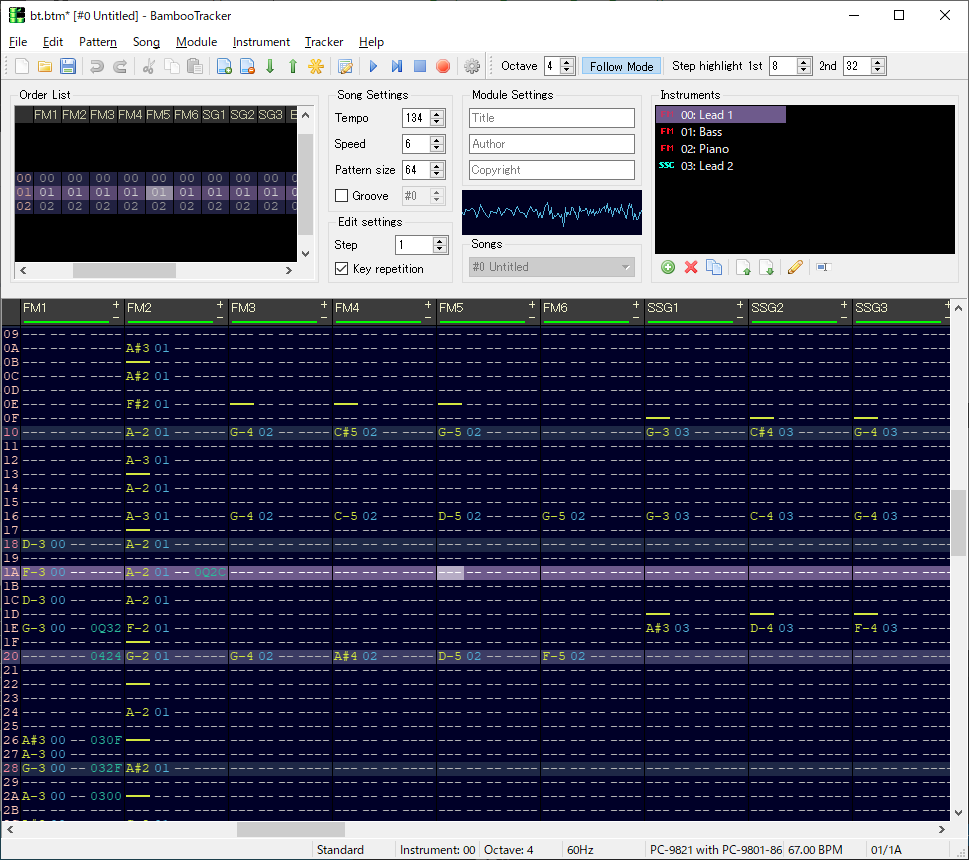 bt.btm* [#0 Untitled] - BambooTracker
File Edit Pattern Song Module Instrument Tracker Help
Octave 4 Follow Mode Step highlight 1st 8 2nd 32
Order List
FM1 FM2 FM3 FM4 FM5 FM6 SG1 SG2 SG3
00 00 00 00 00 00 00 00 00 00
01 01 01 01 01 01 01 01 01 01
02 02 02 02 02 02 02 02 02 02
Song Settings
Tempo 134
Speed 6
Pattern size 64
Groove #0
Edit settings
Step 1
Key repetition
Module Settings
Title
Author
Copyright
Songs
#0 Untitled
Instruments
FM 00: Lead 1
FM 01: Bass
FM 02: Piano
SSG 03: Lead 2
FM1 + - FM2 + - FM3 + - FM4 + - FM5 + - FM6 + - SSG1 + - SSG2 + - SSG3 + -
09
0A A#3 01
0B
0C A#2 01
0D
0E F#2 01
0F
10 A-2 01 G-4 02 C#5 02 G-5 02 G-3 03 C#4 03 G-4 03
11
12 A-3 01
13
14 A-2 01
15
16 A-3 01 G-4 02 C-5 02 D-5 02 G-5 02 G-3 03 C-4 03 G-4 03
17
18 D-3 00 A-2 01
19
1A F-3 00 A-2 01 0Q2C
1B
1C D-3 00 A-2 01
1D
1E G-3 00 0Q32 F-2 01 A#3 03 D-4 03 F-4 03
1F
20 0424 G-2 01 G-4 02 A#4 02 D-5 02 F-5 02
21
22
23
24 A-2 01
25
26 A#3 00 030F
27 A-3 00
28 G-3 00 032F A#2 01
29
2A A-3 00 0300
2B
Standard Instrument: 00 Octave: 4 60Hz PC-9821 with PC-9801-86 67.00 BPM 01/1A